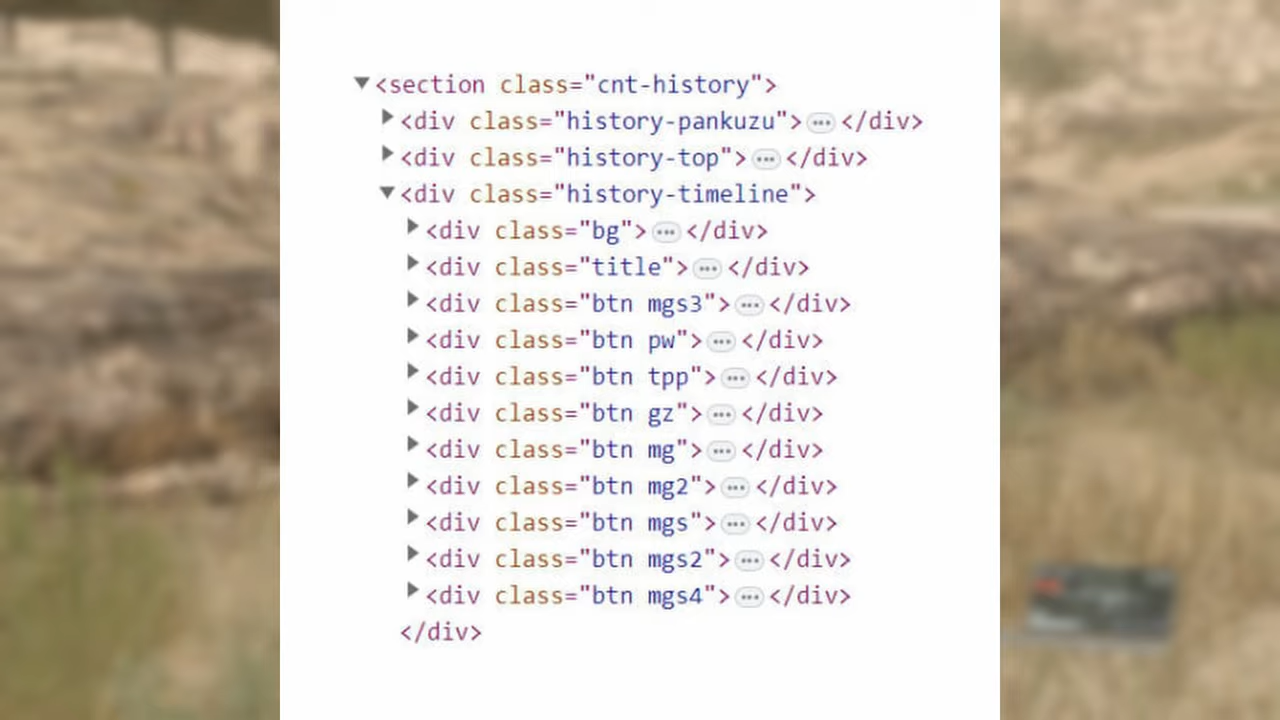 ▼<section class="cnt-history">
▶<div class="history-pankuzu">…</div>
▶<div class="history-top">…</div>
▼<div class="history-timeline">
▶<div class="bg">…</div>
▶<div class="title">…</div>
▶<div class="btn mgs3">…</div>
▶<div class="btn pw">…</div>
▶<div class="btn tpp">…</div>
▶<div class="btn gz">…</div>
▶<div class="btn mg">…</div>
▶<div class="btn mg2">…</div>
▶<div class="btn mgs">…</div>
▶<div class="btn mgs2">…</div>
▶<div class="btn mgs4">…</div>
</div>